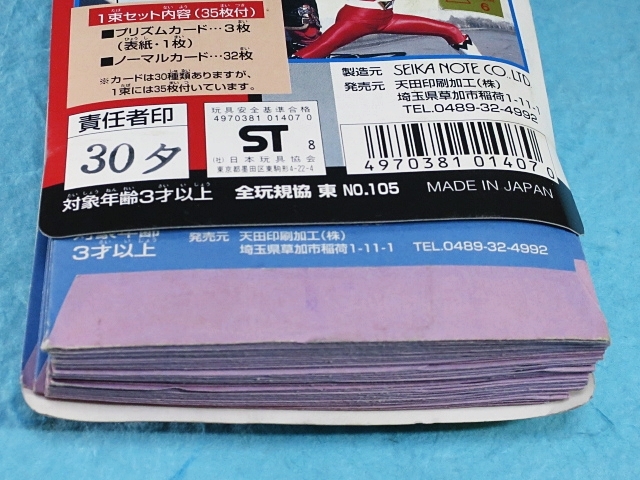 1束セット内容(35枚付)
■プリズムカード…3枚
(表紙・1枚)
■ノーマルカード…32枚
※カードは30種類ありますが、
1束には35枚付いています。
6
製造元 SEIKA NOTE CO.LTD
発売元 天田印刷加工(株)
埼玉県草加市稲荷1-11-1
TEL.0489-32-4992
責任者印
30夕
玩具安全基準合格
4970381 01407 0
ST 8
(社)日本玩具協会
東京都墨田区東駒形4-22-4
4970381 01407 0
対象年齢3才以上 全玩規協 東 NO.105 MADE IN JAPAN
対象年齢
3才以上
発売元 天田印刷加工(株)
埼玉県草加市稲荷1-11-1 TEL.0489-32-4992